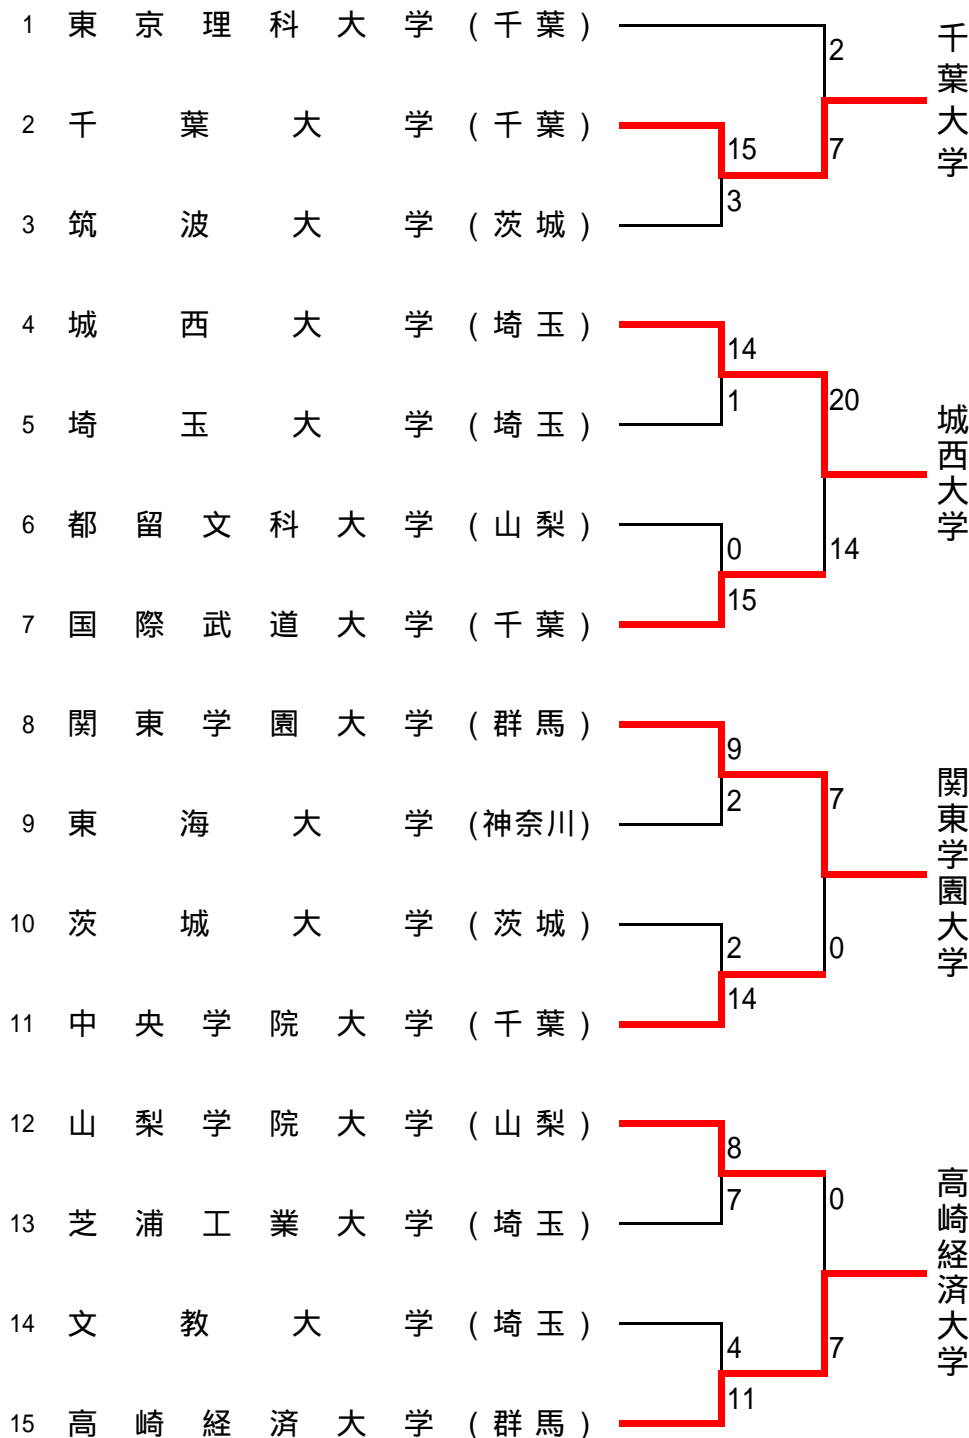 1 東京理科大学 (千葉)
2
千葉大学
2 千葉大学 (千葉)
15
7
3
3 筑波大学 (茨城)
4 城西大学 (埼玉)
14
1
20
5 埼玉大学 (埼玉)
城西大学
6 都留文科大学 (山梨)
0
14
15
7 国際武道大学 (千葉)
8 関東学園大学 (群馬)
9
2
7
関東学園大学
9 東海大学 (神奈川)
10 茨城大学 (茨城)
2
0
14
11 中央学院大学 (千葉)
12 山梨学院大学 (山梨)
8
7
0
高崎経済大学
13 芝浦工業大学 (埼玉)
14 文教大学 (埼玉)
4
7
11
15 高崎経済大学 (群馬)